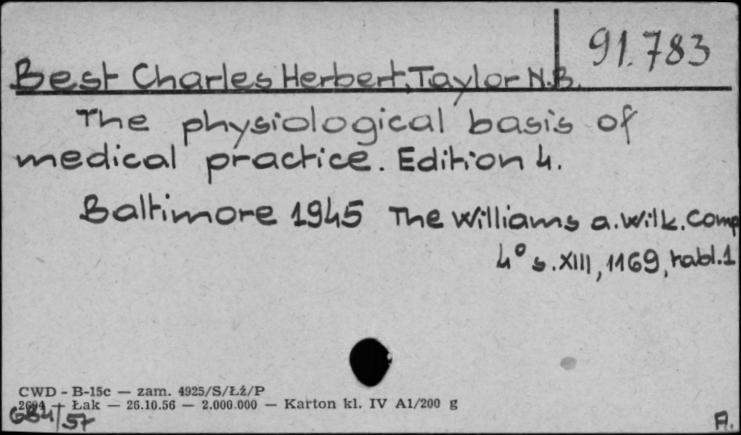 91.783
Best Charles Herbert, Taylor N.B.
The physiological basis of
medical practice. Edition 4.
Baltimore 1945 The Williams a. Wilk. Comp
4° s. XIII, 1169, tabl. 1
CWD - B-15c — zam. 4925/S/Łź/P
2694 — Łak — 26.10.56 — 2.000.000 — Karton kl. IV A1/200 g
A.